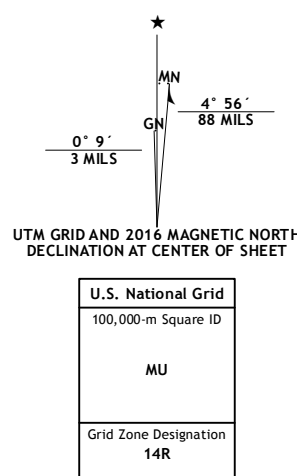 ★
MN
GN
4° 56´
88 MILS
0° 9´
3 MILS
UTM GRID AND 2016 MAGNETIC NORTH
DECLINATION AT CENTER OF SHEET
U.S. National Grid
100,000-m Square ID
MU
Grid Zone Designation
14R